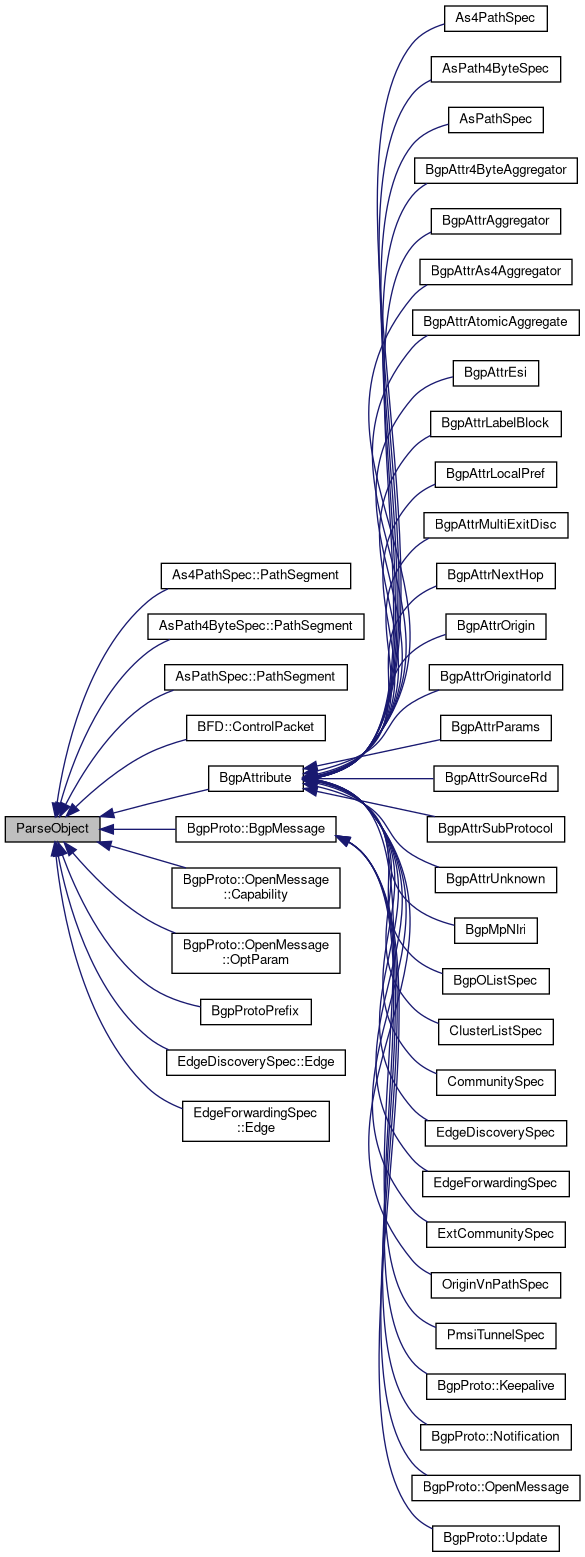 As4PathSpec
AsPath4ByteSpec
AsPathSpec
BgpAttr4ByteAggregator
BgpAttrAggregator
BgpAttrAs4Aggregator
BgpAttrAtomicAggregate
BgpAttrEsi
BgpAttrLabelBlock
BgpAttrLocalPref
BgpAttrMultiExitDisc
As4PathSpec::PathSegment
BgpAttrNextHop
AsPath4ByteSpec::PathSegment
BgpAttrOrigin
AsPathSpec::PathSegment
BgpAttrOriginatorId
BFD::ControlPacket
BgpAttrParams
BgpAttribute
BgpAttrSourceRd
ParseObject
BgpProto::BgpMessage
BgpAttrSubProtocol
BgpProto::OpenMessage
::Capability
BgpAttrUnknown
BgpProto::OpenMessage
::OptParam
BgpMpNlri
BgpOListSpec
BgpProtoPrefix
ClusterListSpec
EdgeDiscoverySpec::Edge
CommunitySpec
EdgeForwardingSpec
::Edge
EdgeDiscoverySpec
EdgeForwardingSpec
ExtCommunitySpec
OriginVnPathSpec
PmsiTunnelSpec
BgpProto::Keepalive
BgpProto::Notification
BgpProto::OpenMessage
BgpProto::Update